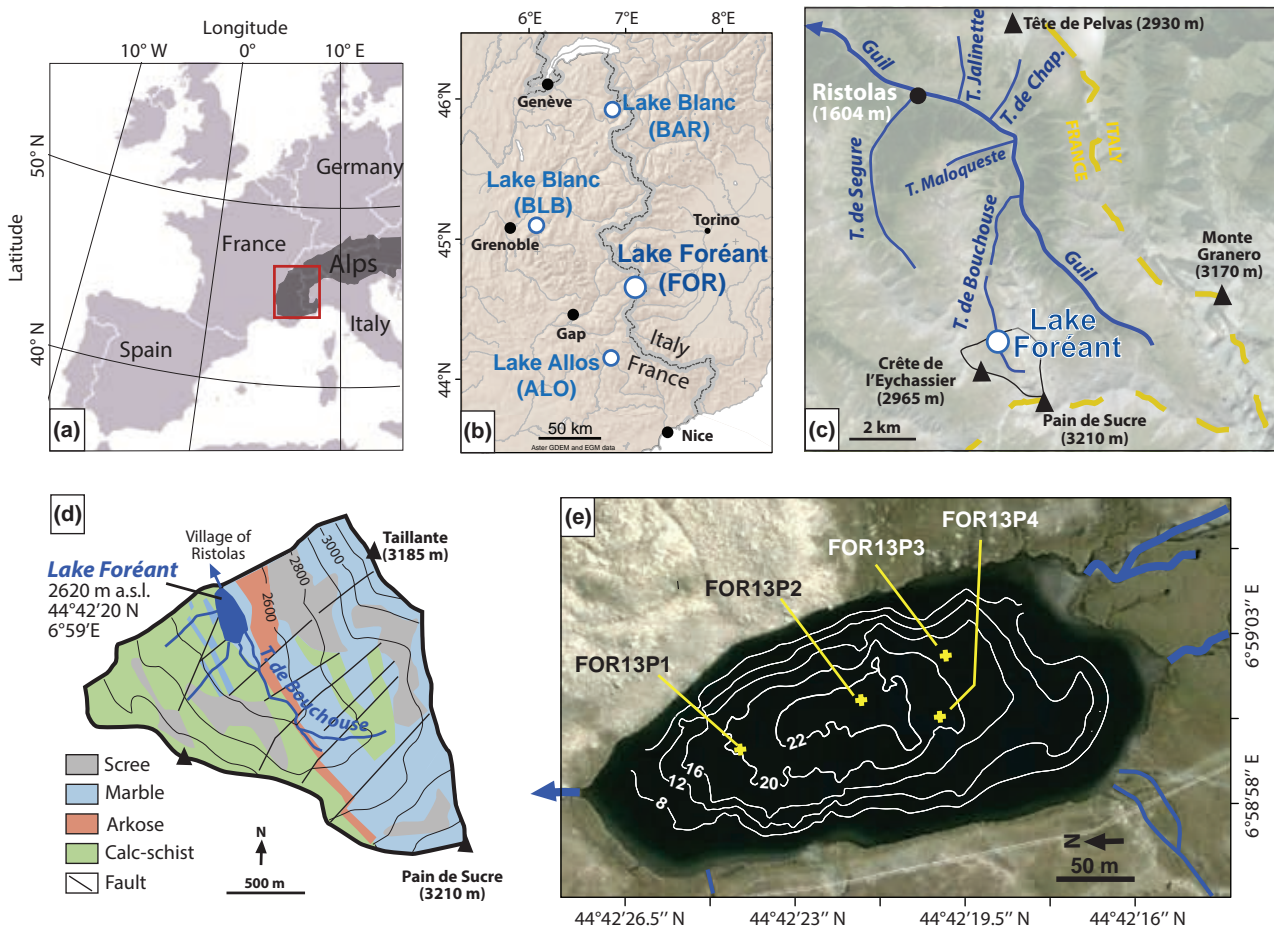 Longitude
10° W
0°
10° E
Latitude
50° N
40° N
Germany
France
Alps
Italy
Spain
(a)
6°E
7°E
8°E
46°N
45°N
44°N
Genève
Lake Blanc
(BAR)
Lake Blanc
(BLB)
Grenoble
Torino
Lake Foréant
(FOR)
Gap
Italy
France
Lake Allos
(ALO)
50 km
Nice
Aster GDEM and EGM data
(b)
Tête de Pelvas (2930 m)
Guil
T. Jalinette
T. de Chap.
Ristolas
(1604 m)
ITALY
FRANCE
T. de Segure
T. Maloqueste
T. de Bouchouse
Guil
Monte
Granero
(3170 m)
Lake
Foréant
Crête de
l'Eychassier
(2965 m)
Pain de Sucre
(3210 m)
2 km
(c)
(d)
Village of
Ristolas
Taillante
(3185 m)
Lake Foréant
2620 m a.s.l.
44°42'20 N
6°59'E
3000
2800
2600
T. de Bouchouse
Scree
Marble
Arkose
Calc-schist
Fault
N
500 m
Pain de Sucre
(3210 m)
(e)
FOR13P4
FOR13P3
FOR13P2
FOR13P1
22
20
16
12
8
N
50 m
6°59'03'' E
6°58'58'' E
44°42'26.5'' N
44°42'23'' N
44°42'19.5'' N
44°42'16'' N